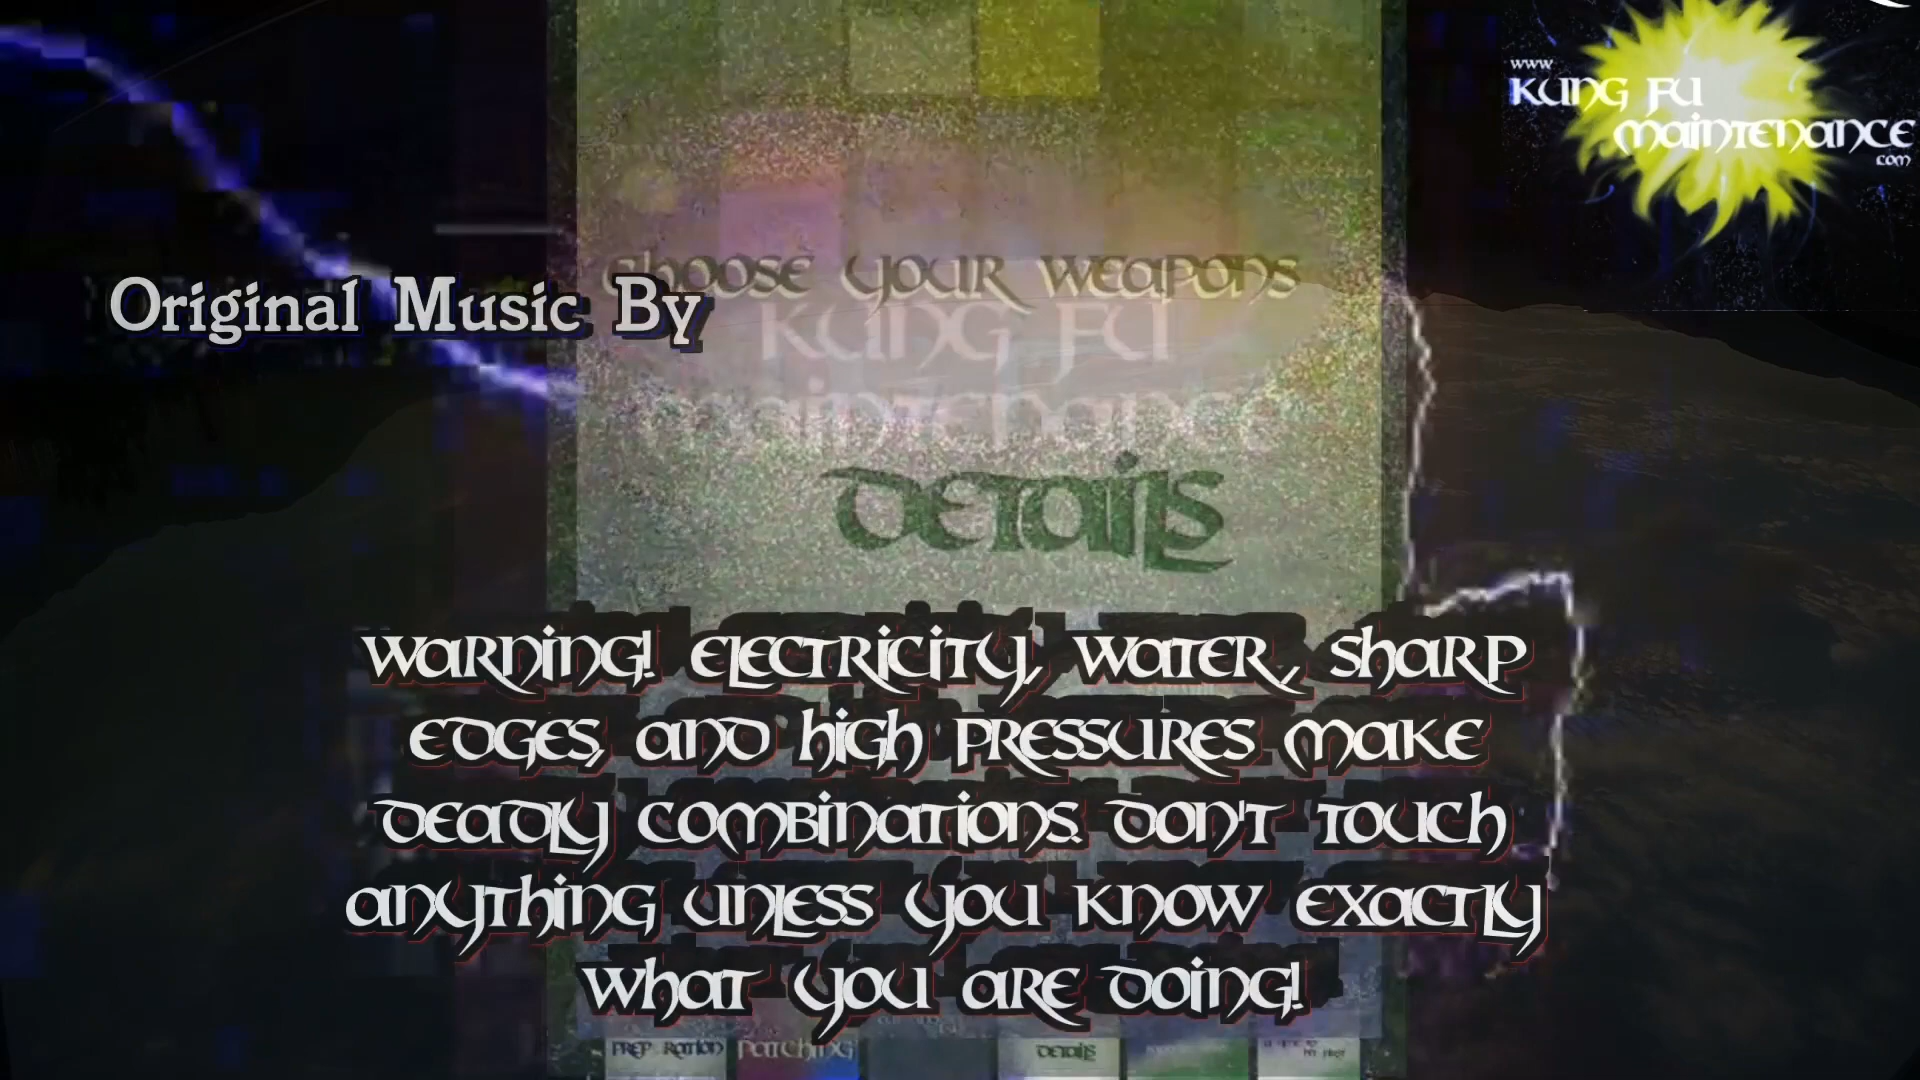 www
Kung Fu
Maintenance
.com
Choose Your Weapons
Original Music By
Kung Fu
Maintenance
Details
Warning! Electricity, Water, Sharp
Edges, and High Pressures Make
Deadly Combinations. Don't Touch
Anything Unless You Know Exactly
What You Are Doing!
Patching
Details